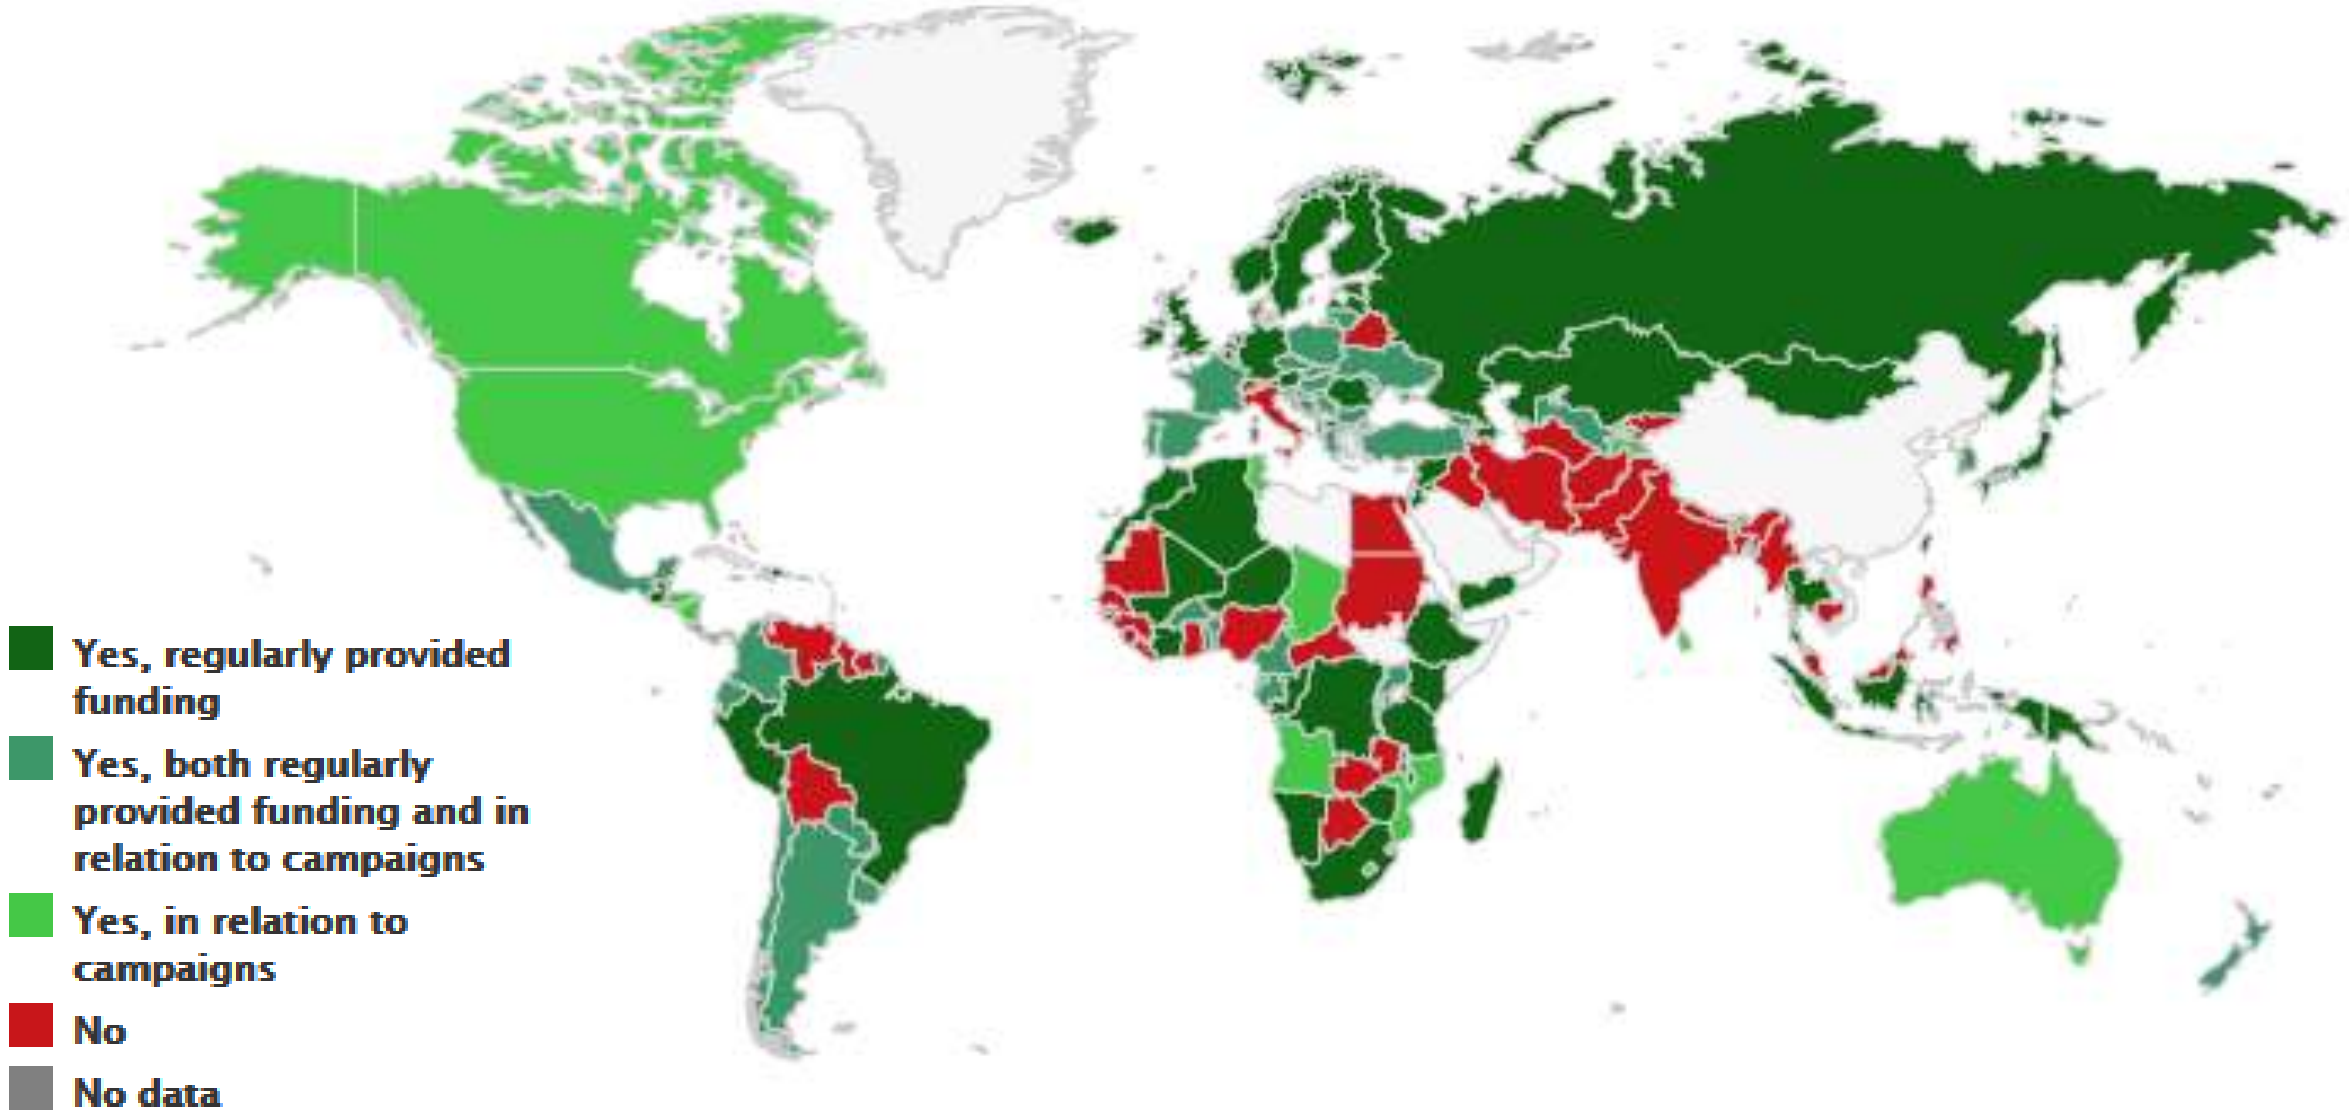 Yes, regularly provided
funding
Yes, both regularly
provided funding and in
relation to campaigns
Yes, in relation to
campaigns
No
No data